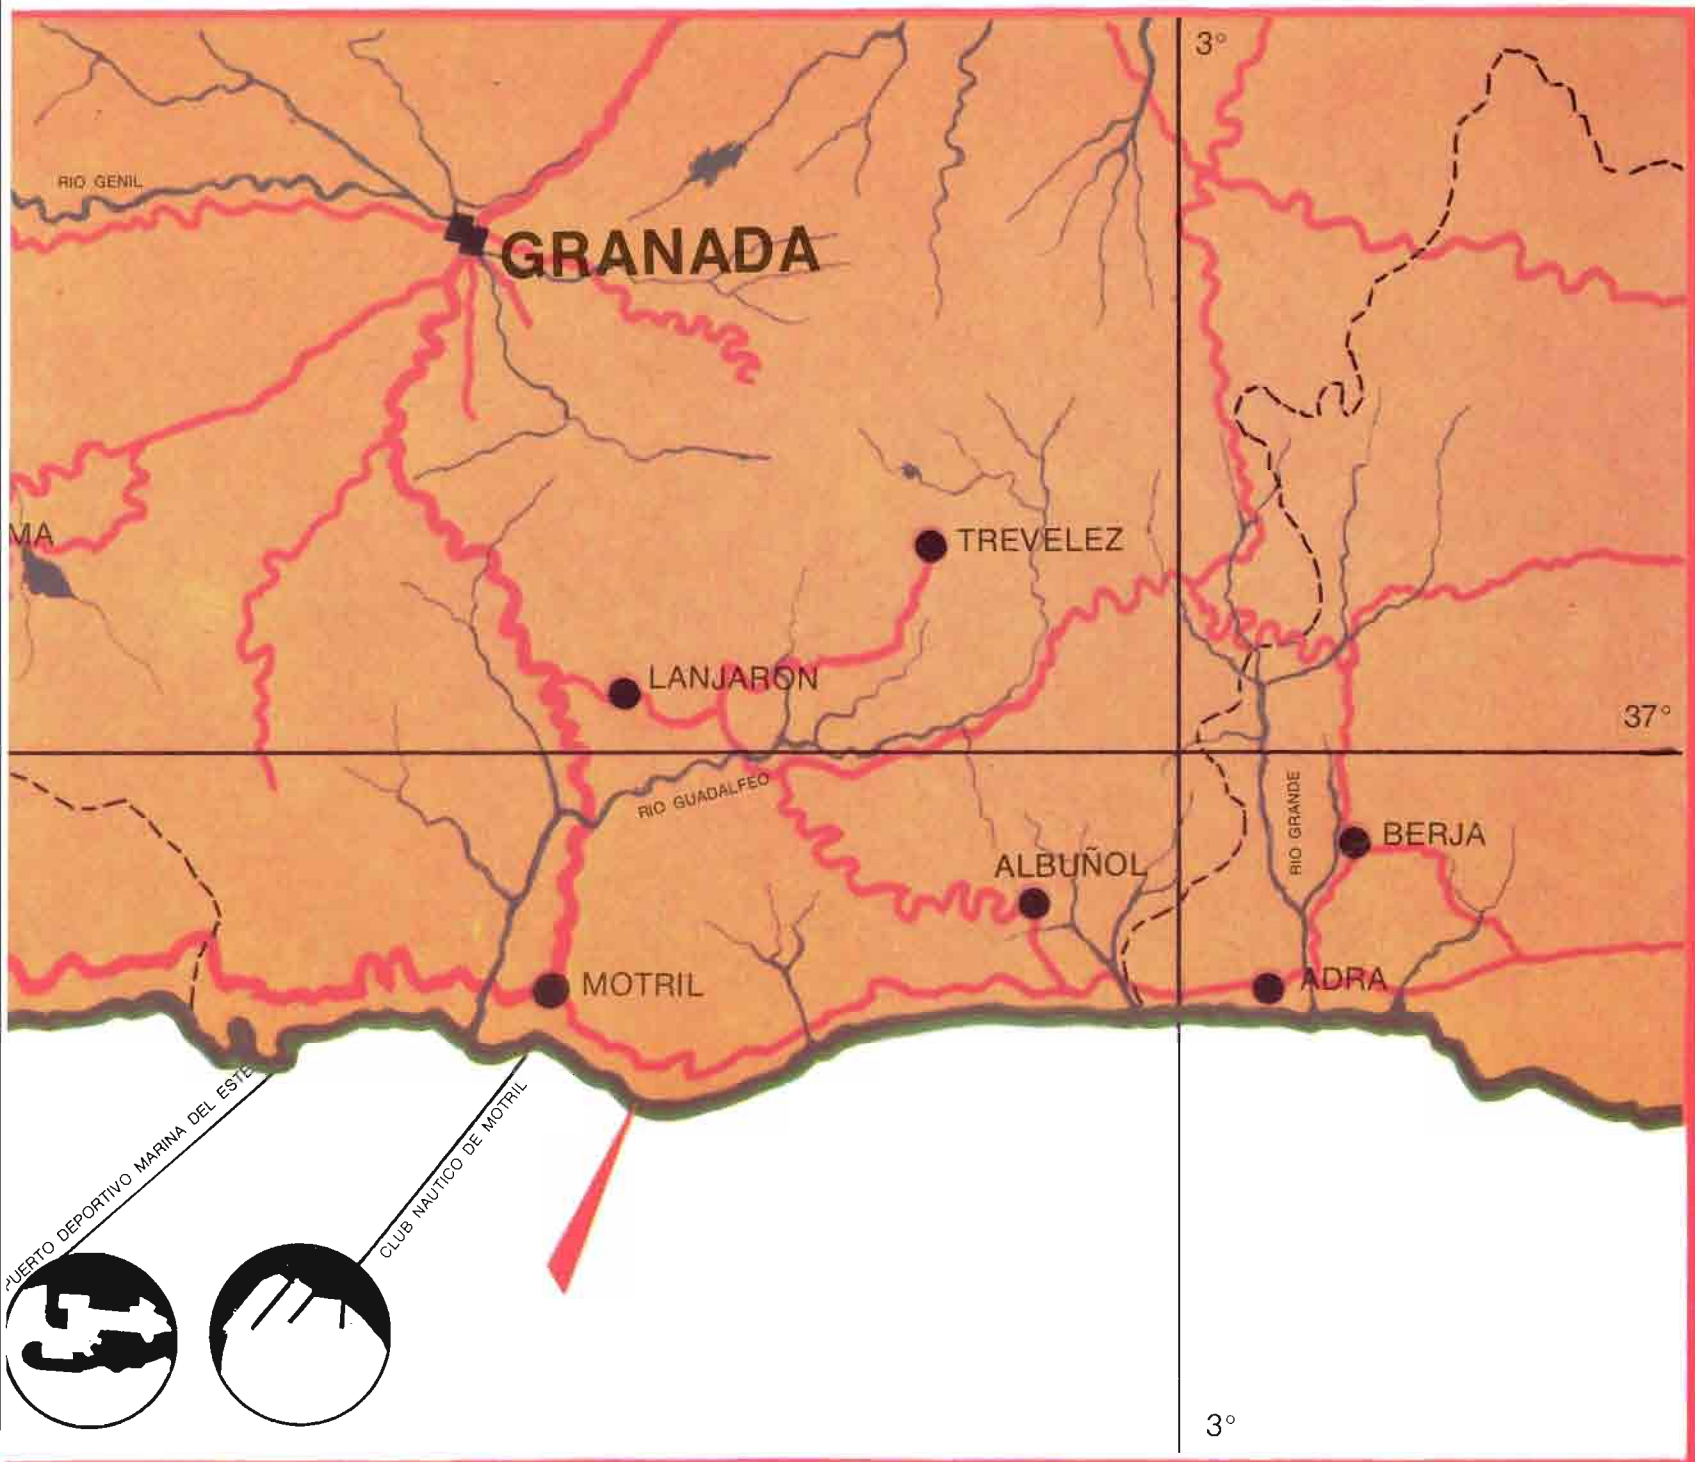 3°
RIO GENIL
GRANADA
MA
TREVELEZ
LANJARON
37°
RIO GUADALFEO
RIO GRANDE
BERJA
ALBUÑOL
MOTRIL
ADRA
PUERTO DEPORTIVO MARINA DEL ESTE
CLUB NAUTICO DE MOTRIL
3°